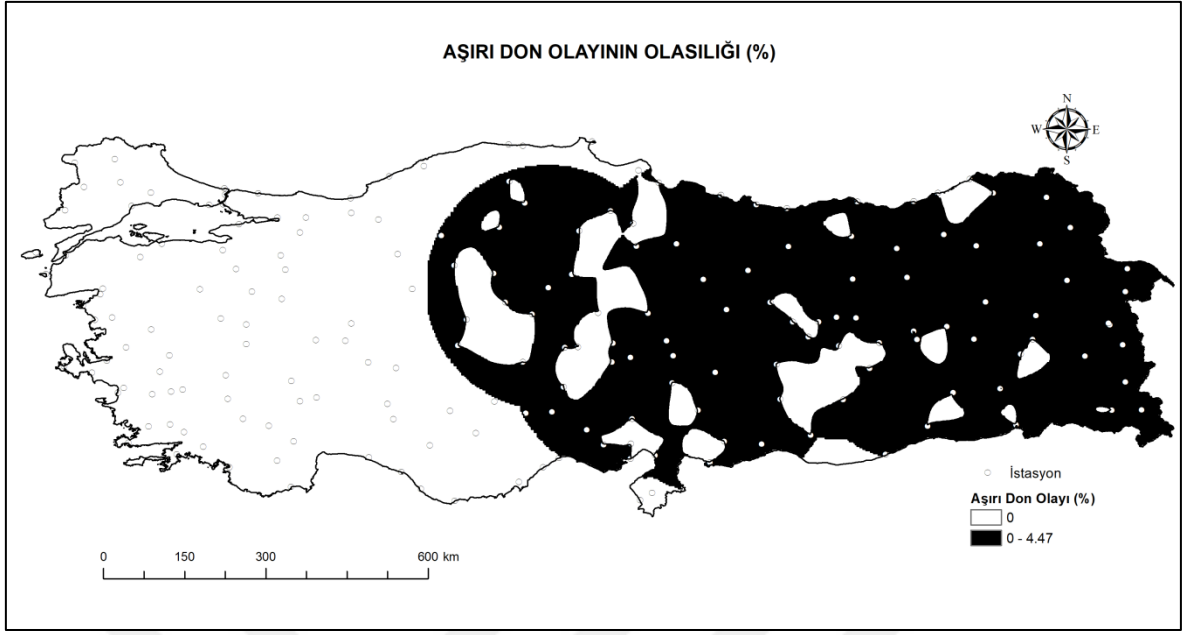 AŞIRI DON OLAYININ OLASILIĞI (%)
N
W E
S
İstasyon
Aşırı Don Olayı (%)
0
0 - 4.47
0 150 300 600 km